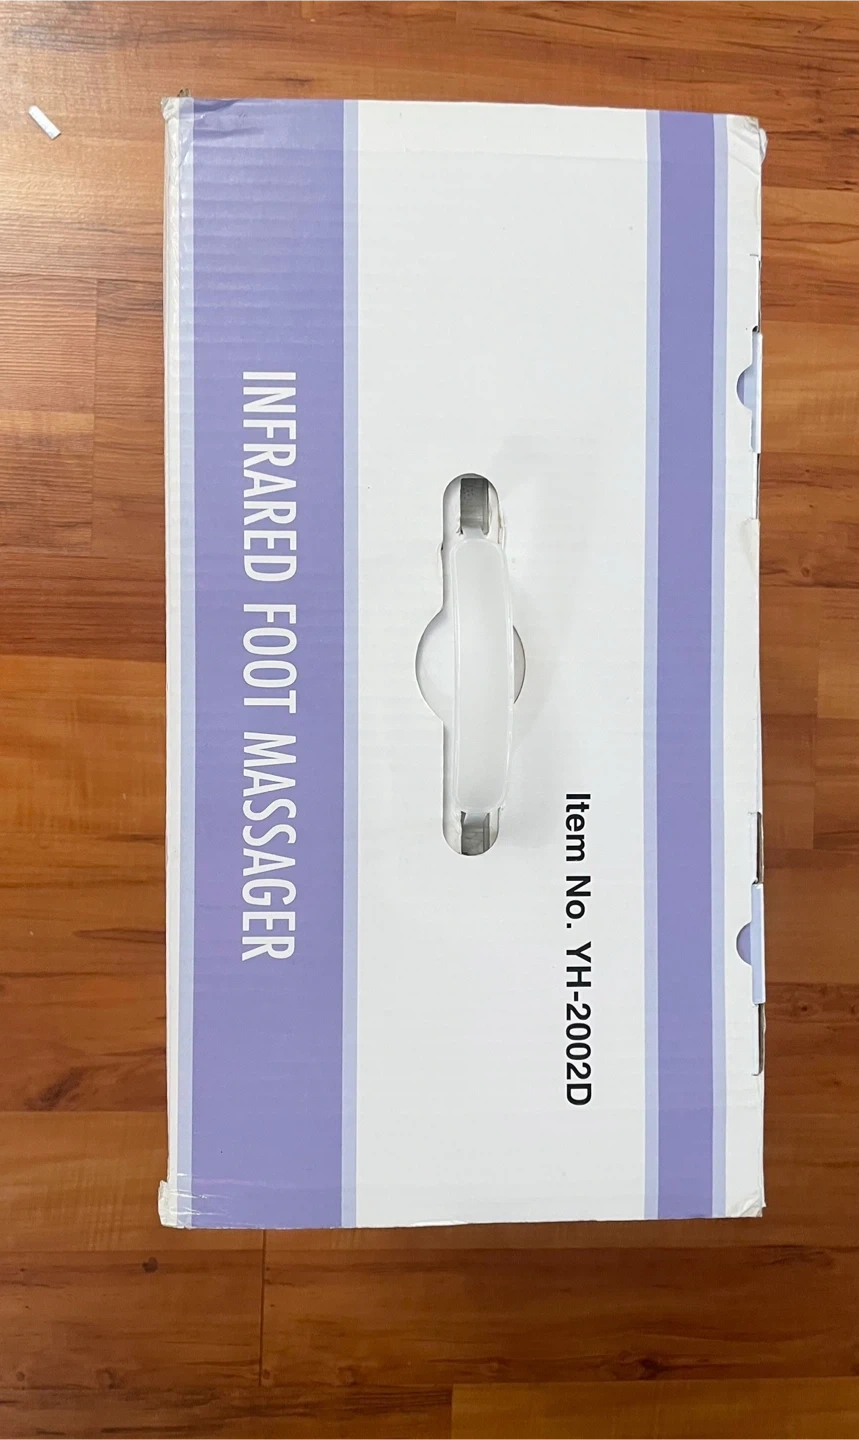 INFRARED FOOT MASSAGER
Item No. YH-2002D